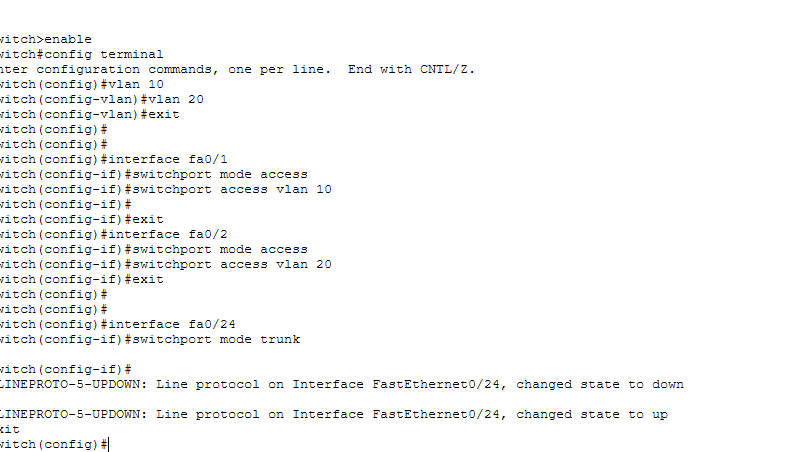 witch>enable
witch#config terminal
nter configuration commands, one per line.  End with CNTL/Z.
witch(config)#vlan 10
witch(config-vlan)#vlan 20
witch(config-vlan)#exit
witch(config)#
witch(config)#
witch(config)#interface fa0/1
witch(config-if)#switchport mode access
witch(config-if)#switchport access vlan 10
witch(config-if)#
witch(config-if)#exit
witch(config)#interface fa0/2
witch(config-if)#switchport mode access
witch(config-if)#switchport access vlan 20
witch(config-if)#exit
witch(config)#
witch(config)#
witch(config)#interface fa0/24
witch(config-if)#switchport mode trunk
witch(config-if)#
LINEPROTO-5-UPDOWN: Line protocol on Interface FastEthernet0/24, changed state to down
LINEPROTO-5-UPDOWN: Line protocol on Interface FastEthernet0/24, changed state to up
xit
witch(config)#